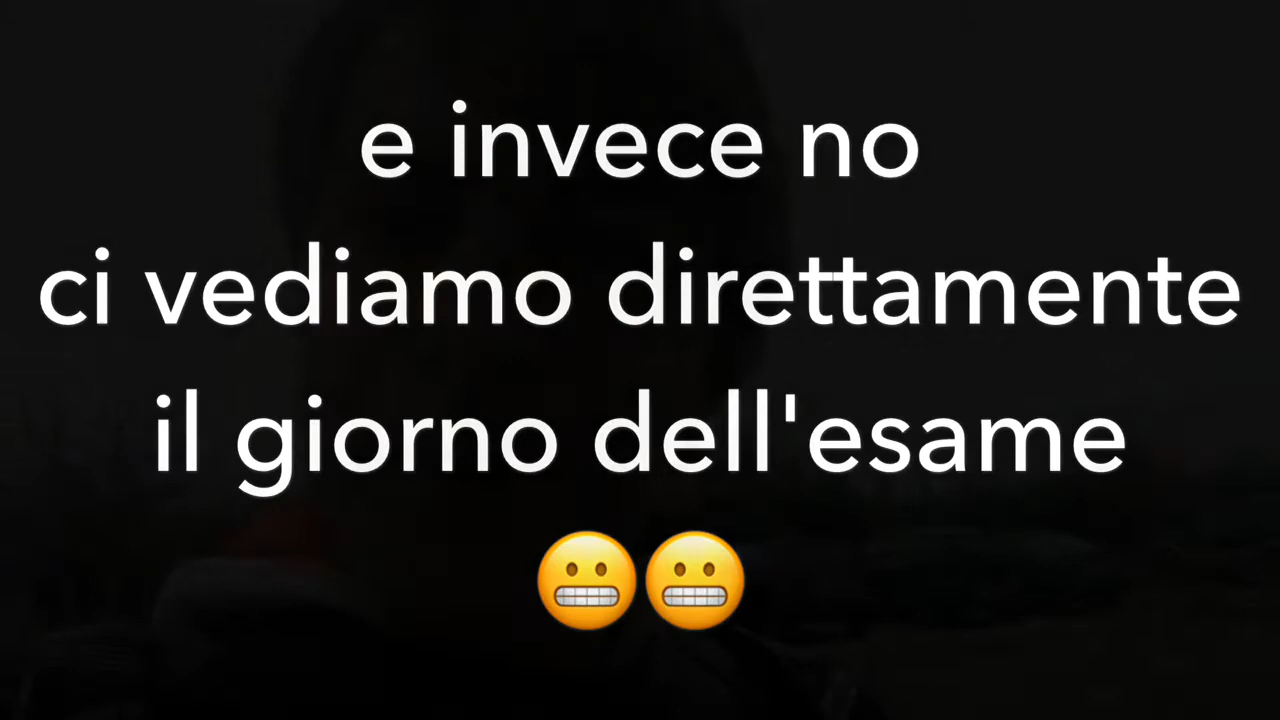 e invece no
ci vediamo direttamente
il giorno dell'esame
😬😬